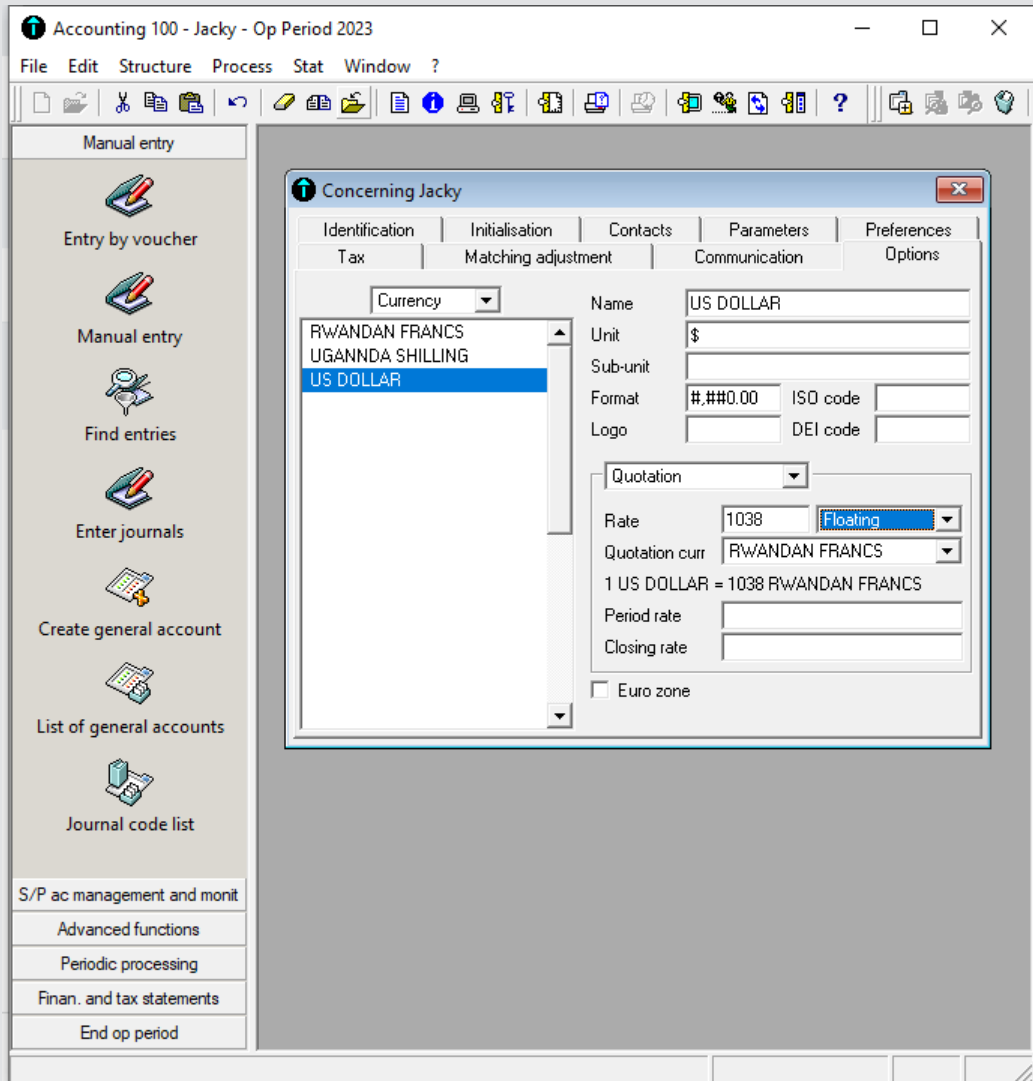 Accounting 100 - Jacky - Op Period 2023
File Edit Structure Process Stat Window ?
Manual entry
Entry by voucher
Manual entry
Find entries
Enter journals
Create general account
List of general accounts
Journal code list
S/P ac management and monit
Advanced functions
Periodic processing
Finan. and tax statements
End op period
Concerning Jacky
Identification Initialisation Contacts Parameters Preferences
Tax Matching adjustment Communication Options
Currency
RWANDAN FRANCS
UGANNDA SHILLING
US DOLLAR
Name US DOLLAR
Unit $
Sub-unit
Format #,##0.00 ISO code
Logo DEI code
Quotation
Rate 1038 Floating
Quotation curr RWANDAN FRANCS
1 US DOLLAR = 1038 RWANDAN FRANCS
Period rate
Closing rate
Euro zone